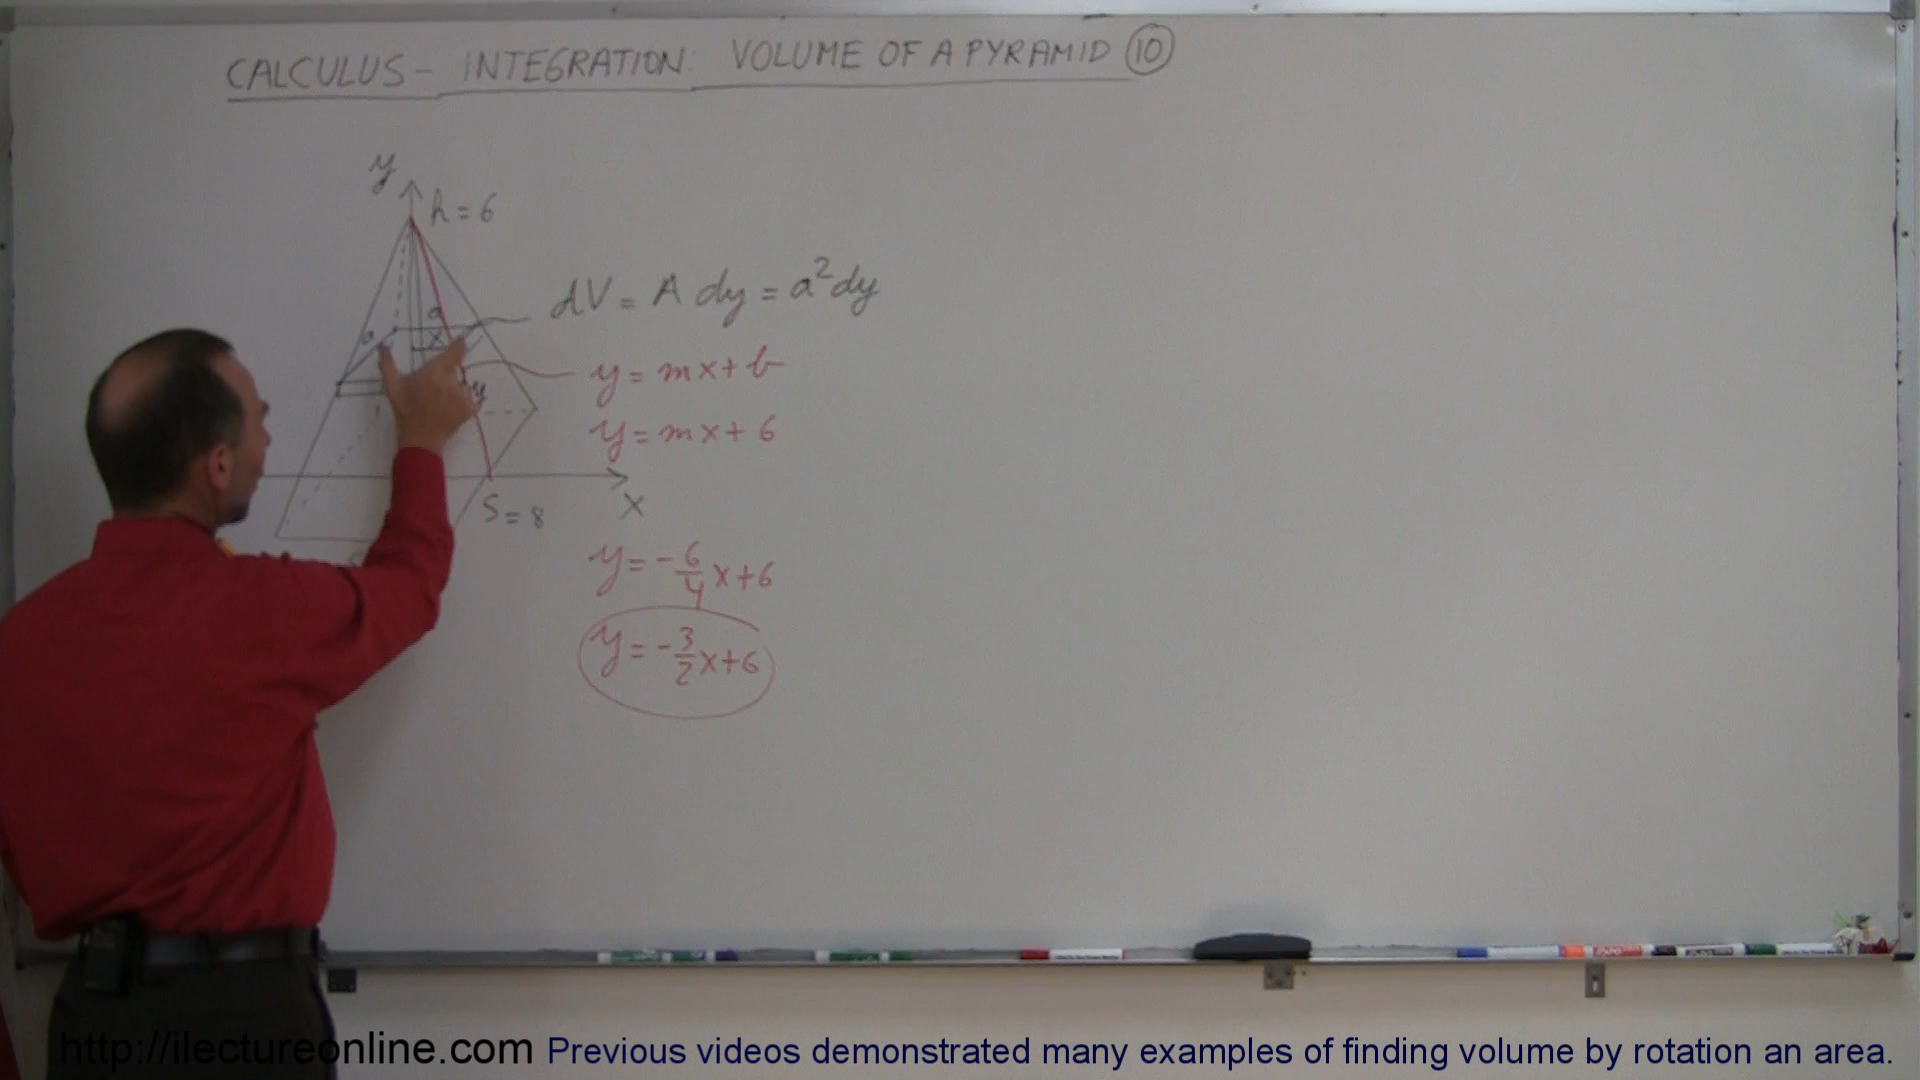 CALCULUS - INTEGRATION: VOLUME OF A PYRAMID 10
y
h = 6
dV = A dy = a²dy
a
a
x
y = mx + b
y
y = mx + 6
S = 8
x
y = -6/4 x + 6
y = -3/2 x + 6
http://ilectureonline.com Previous videos demonstrated many examples of finding volume by rotation an area.